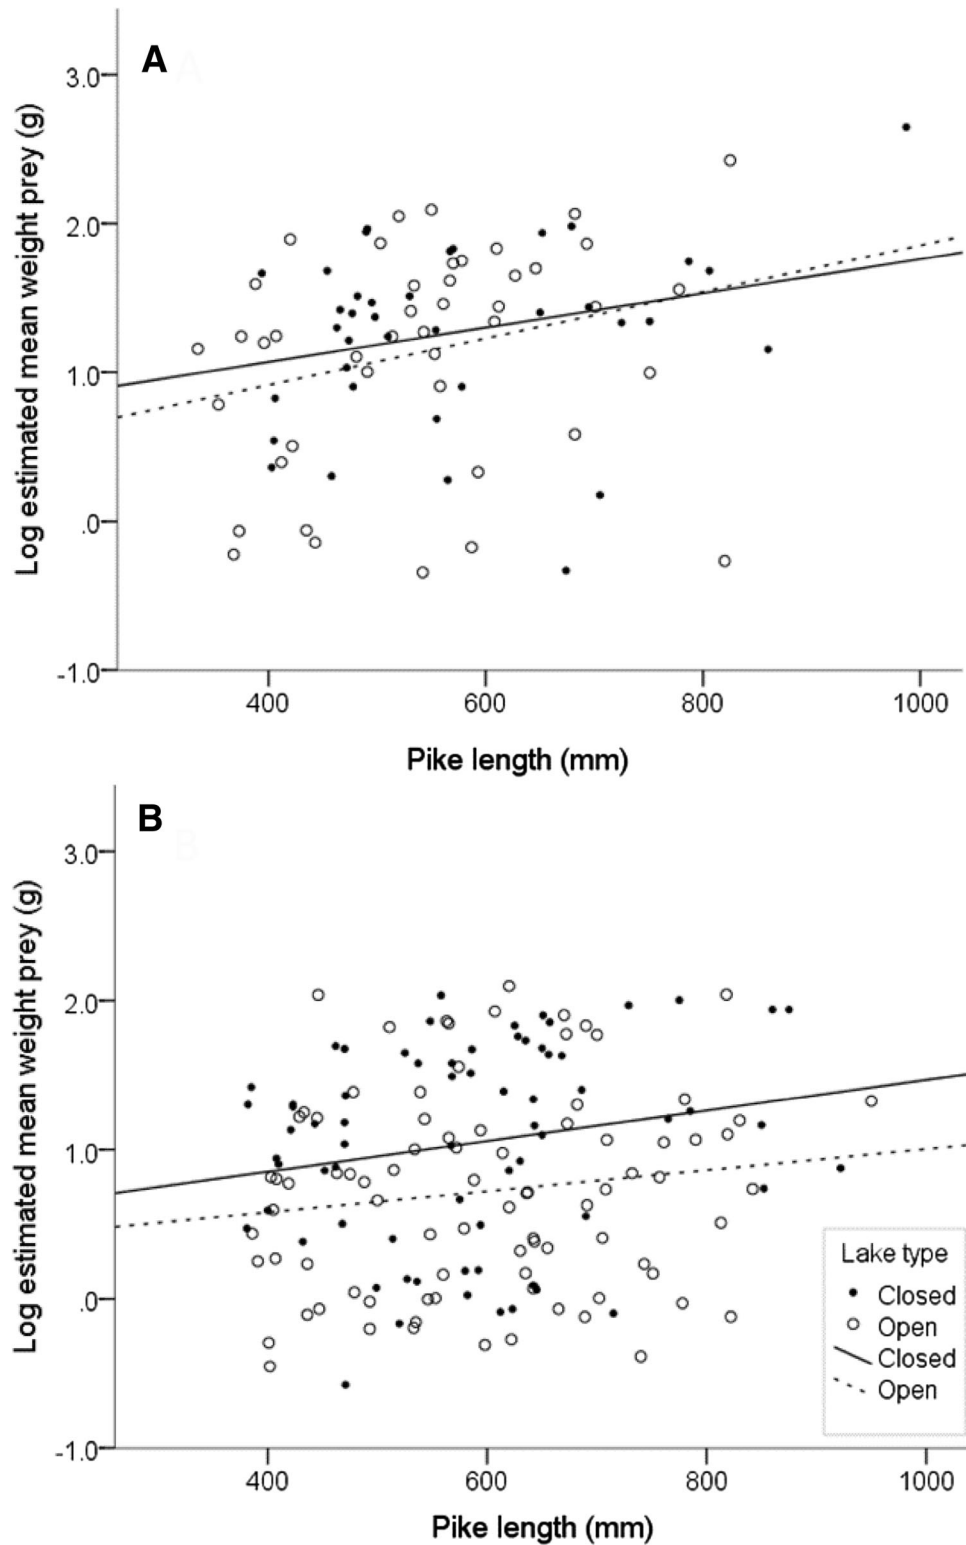 A
3.0
2.0
1.0
.0
-1.0
Log estimated mean weight prey (g)
400 600 800 1000
Pike length (mm)
B
3.0
2.0
1.0
.0
-1.0
Log estimated mean weight prey (g)
400 600 800 1000
Pike length (mm)
Lake type
Closed
Open
Closed
Open